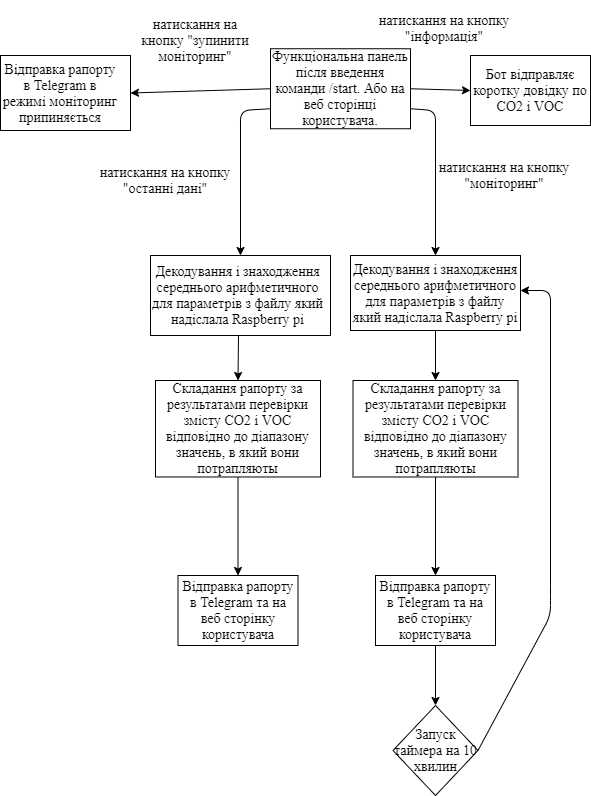 натискання на
кнопку "зупинити
моніторинг"
натискання на кнопку
"інформація"
Відправка рапорту
в Telegram в
режимі моніторинг
припиняється
Функціональна панель
після введення
команди /start. Або на
веб сторінці
користувача.
Бот відправляє
коротку довідку по
CO2 і VOC
натискання на кнопку
"останні дані"
натискання на кнопку
"моніторинг"
Декодування і знаходження
середнього арифметичного
для параметрів з файлу який
надіслала Raspberry pi
Декодування і знаходження
середнього арифметичного
для параметрів з файлу
який надіслала Raspberry pi
Складання рапорту за
результатами перевірки
змісту CO2 і VOC
відповідно до діапазону
значень, в який вони
потрапляюты
Складання рапорту за
результатами перевірки
змісту CO2 і VOC
відповідно до діапазону
значень, в який вони
потрапляюты
Відправка рапорту
в Telegram та на
веб сторінку
користувача
Відправка рапорту
в Telegram та на
веб сторінку
користувача
Запуск
таймера на 10
хвилин